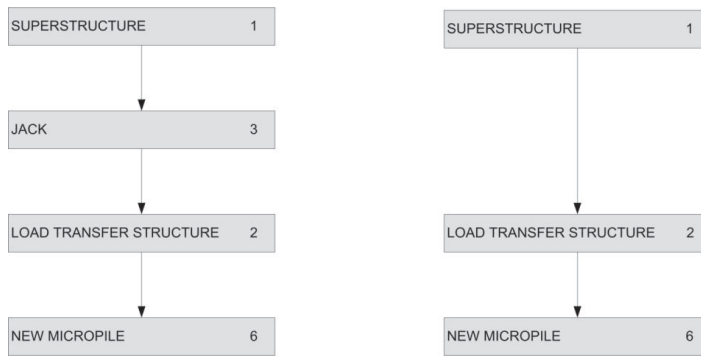 SUPERSTRUCTURE 1
JACK 3
LOAD TRANSFER STRUCTURE 2
NEW MICROPILE 6
SUPERSTRUCTURE 1
LOAD TRANSFER STRUCTURE 2
NEW MICROPILE 6